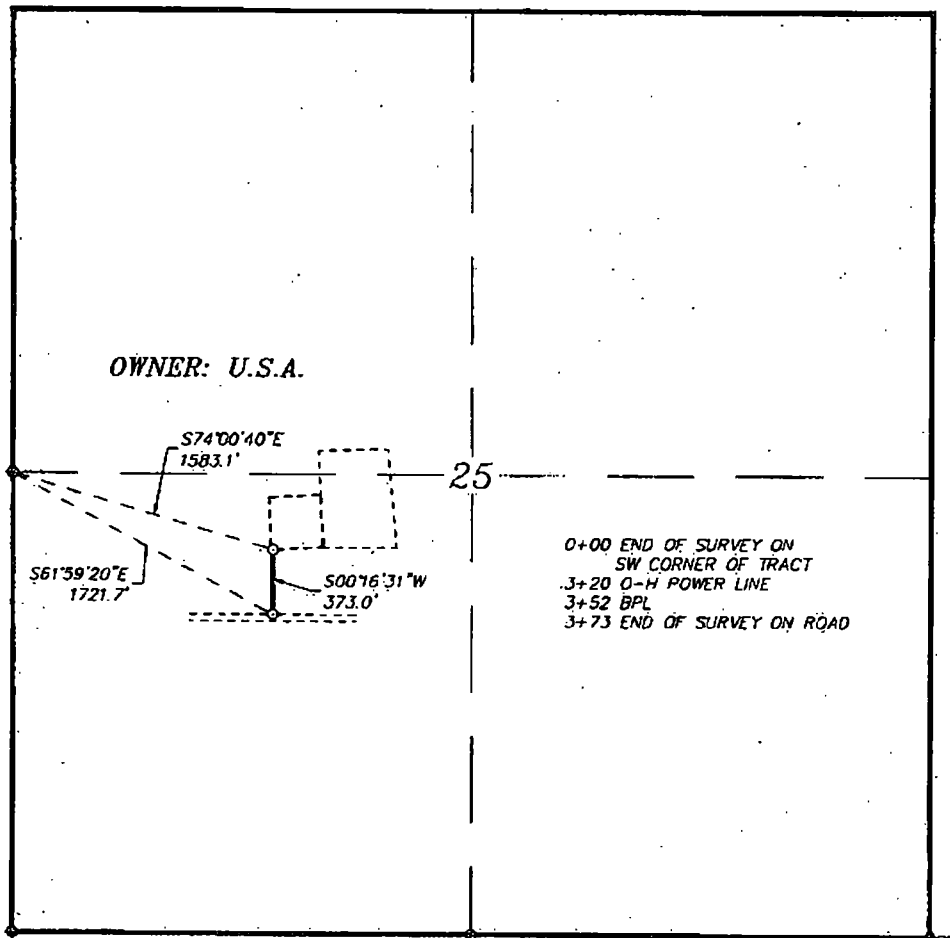 OWNER: U.S.A.
S74°00'40"E
1583.1'
25
S61°59'20"E
1721.7'
S00°16'31"W
373.0'
0+00 END OF SURVEY ON
SW CORNER OF TRACT
3+20 O-H POWER LINE
3+52 BPL
3+73 END OF SURVEY ON ROAD